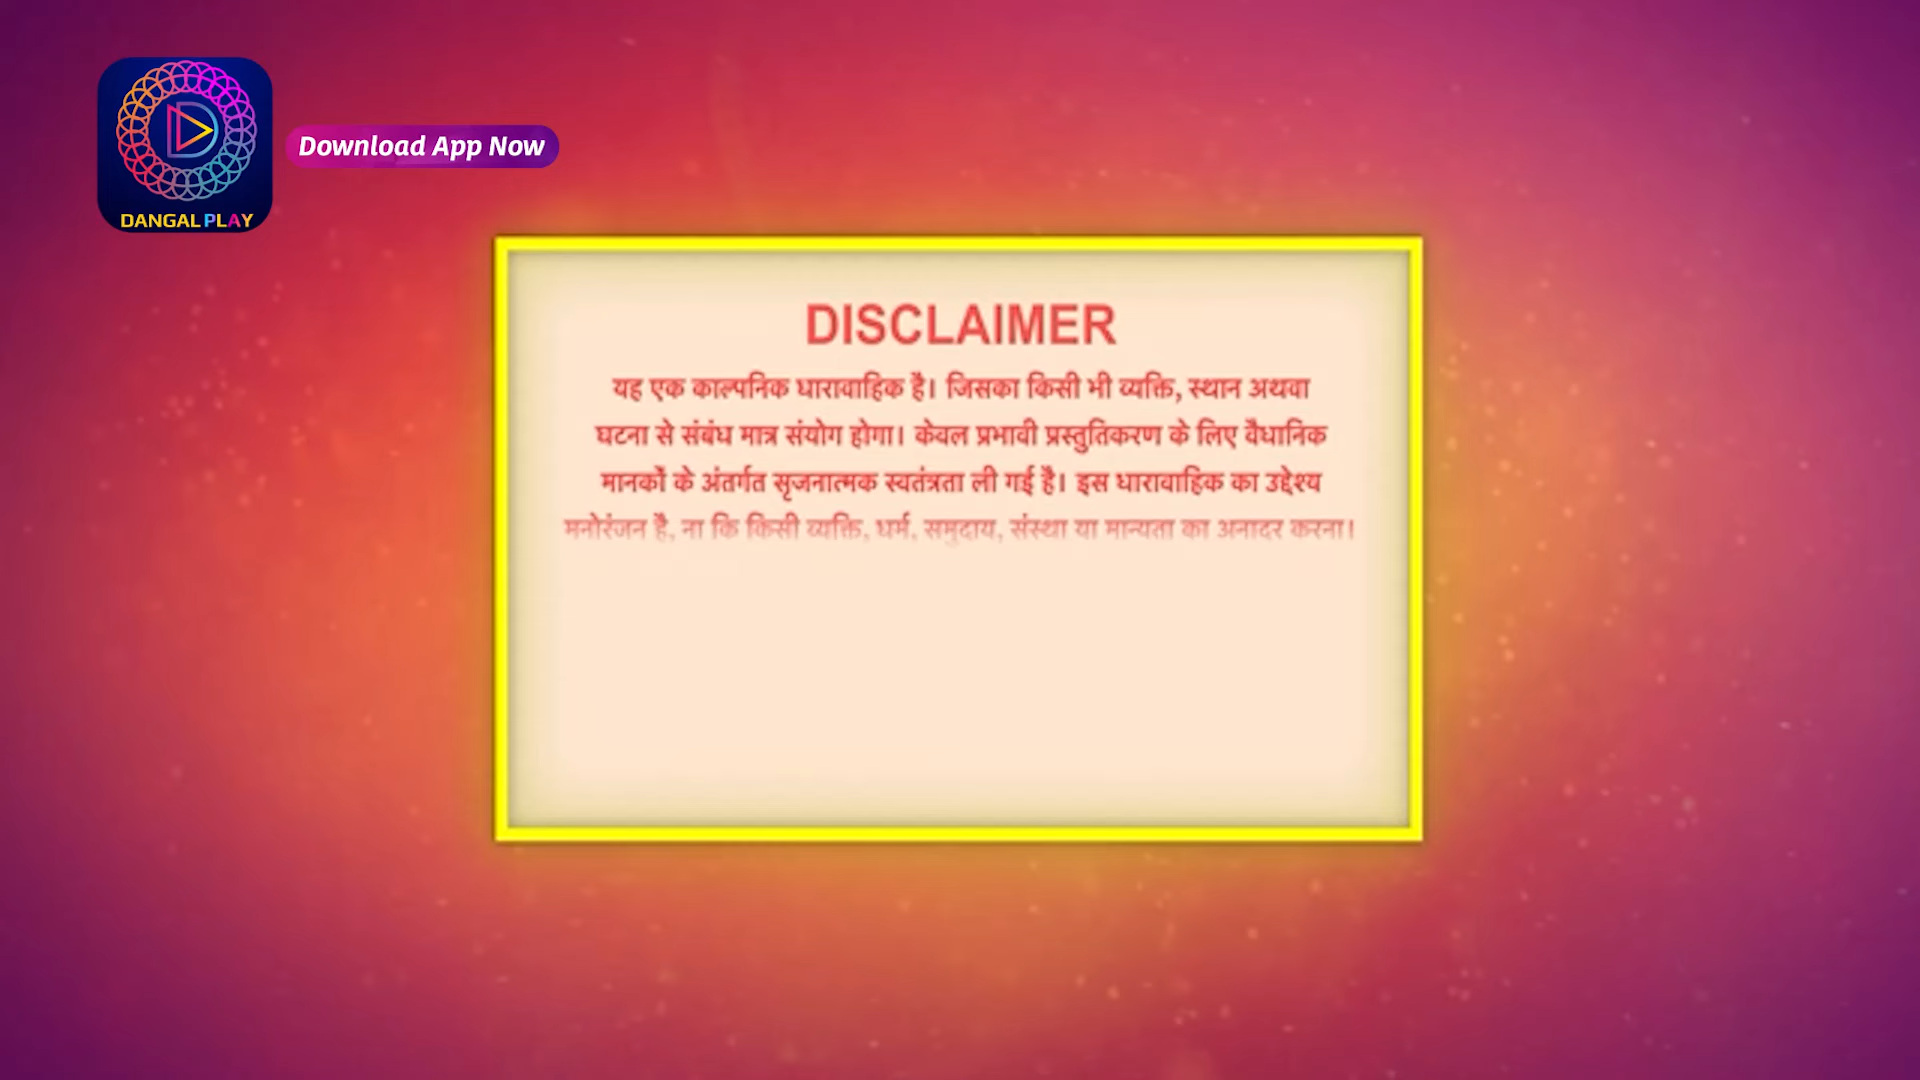 DANGAL PLAY
Download App Now
DISCLAIMER
यह एक काल्पनिक धारावाहिक है। जिसका किसी भी व्यक्ति, स्थान अथवा
घटना से संबंध मात्र संयोग होगा। केवल प्रभावी प्रस्तुतिकरण के लिए वैधानिक
मानकों के अंतर्गत सृजनात्मक स्वतंत्रता ली गई है। इस धारावाहिक का उद्देश्य
मनोरंजन है, ना कि किसी व्यक्ति, धर्म, समुदाय, संस्था या मान्यता का अनादर करना।